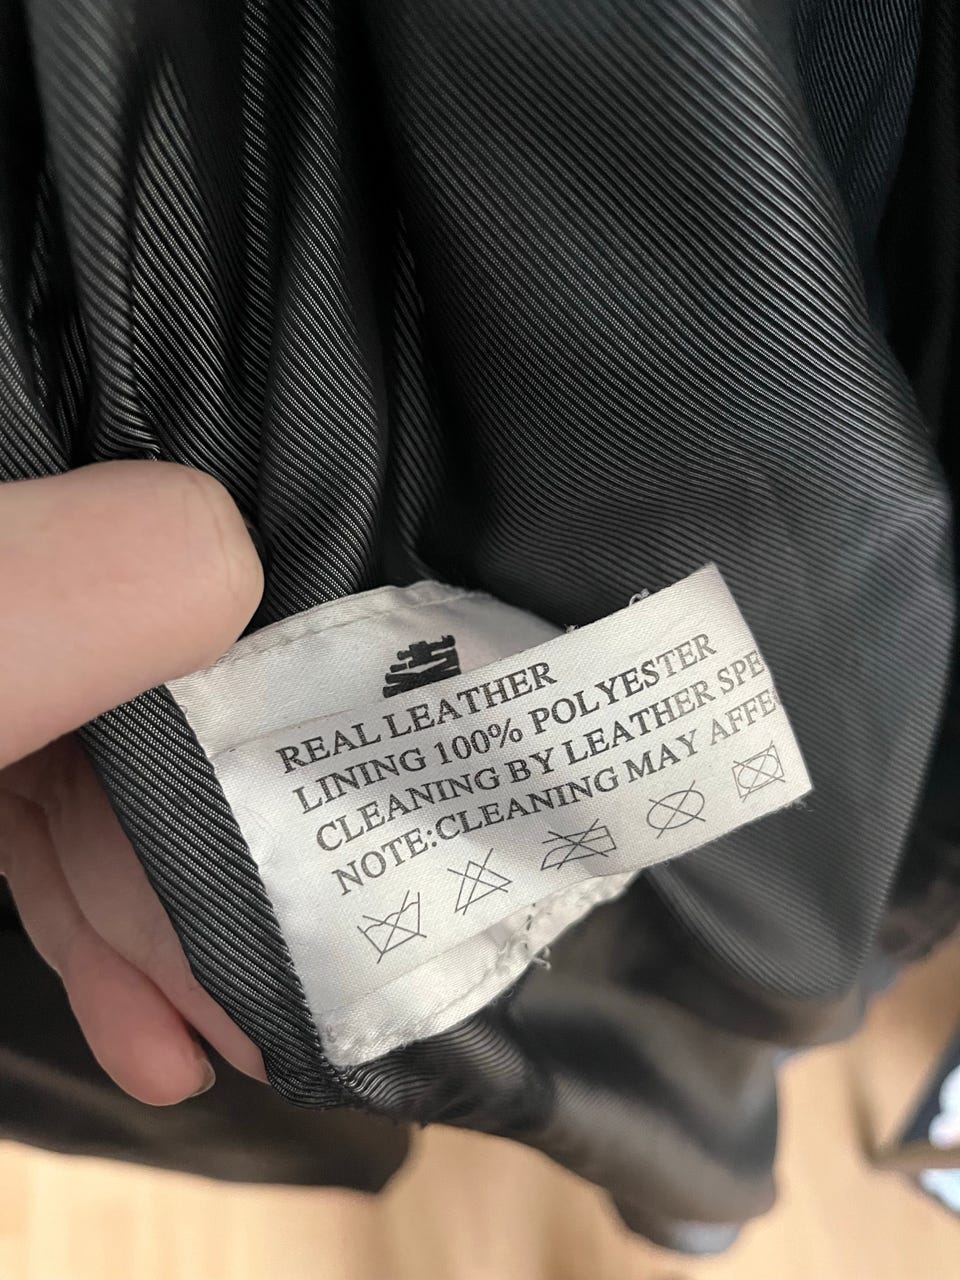 REAL LEATHER
LINING 100% POLYESTER
CLEANING BY LEATHER SPE
NOTE:CLEANING MAY AFFE